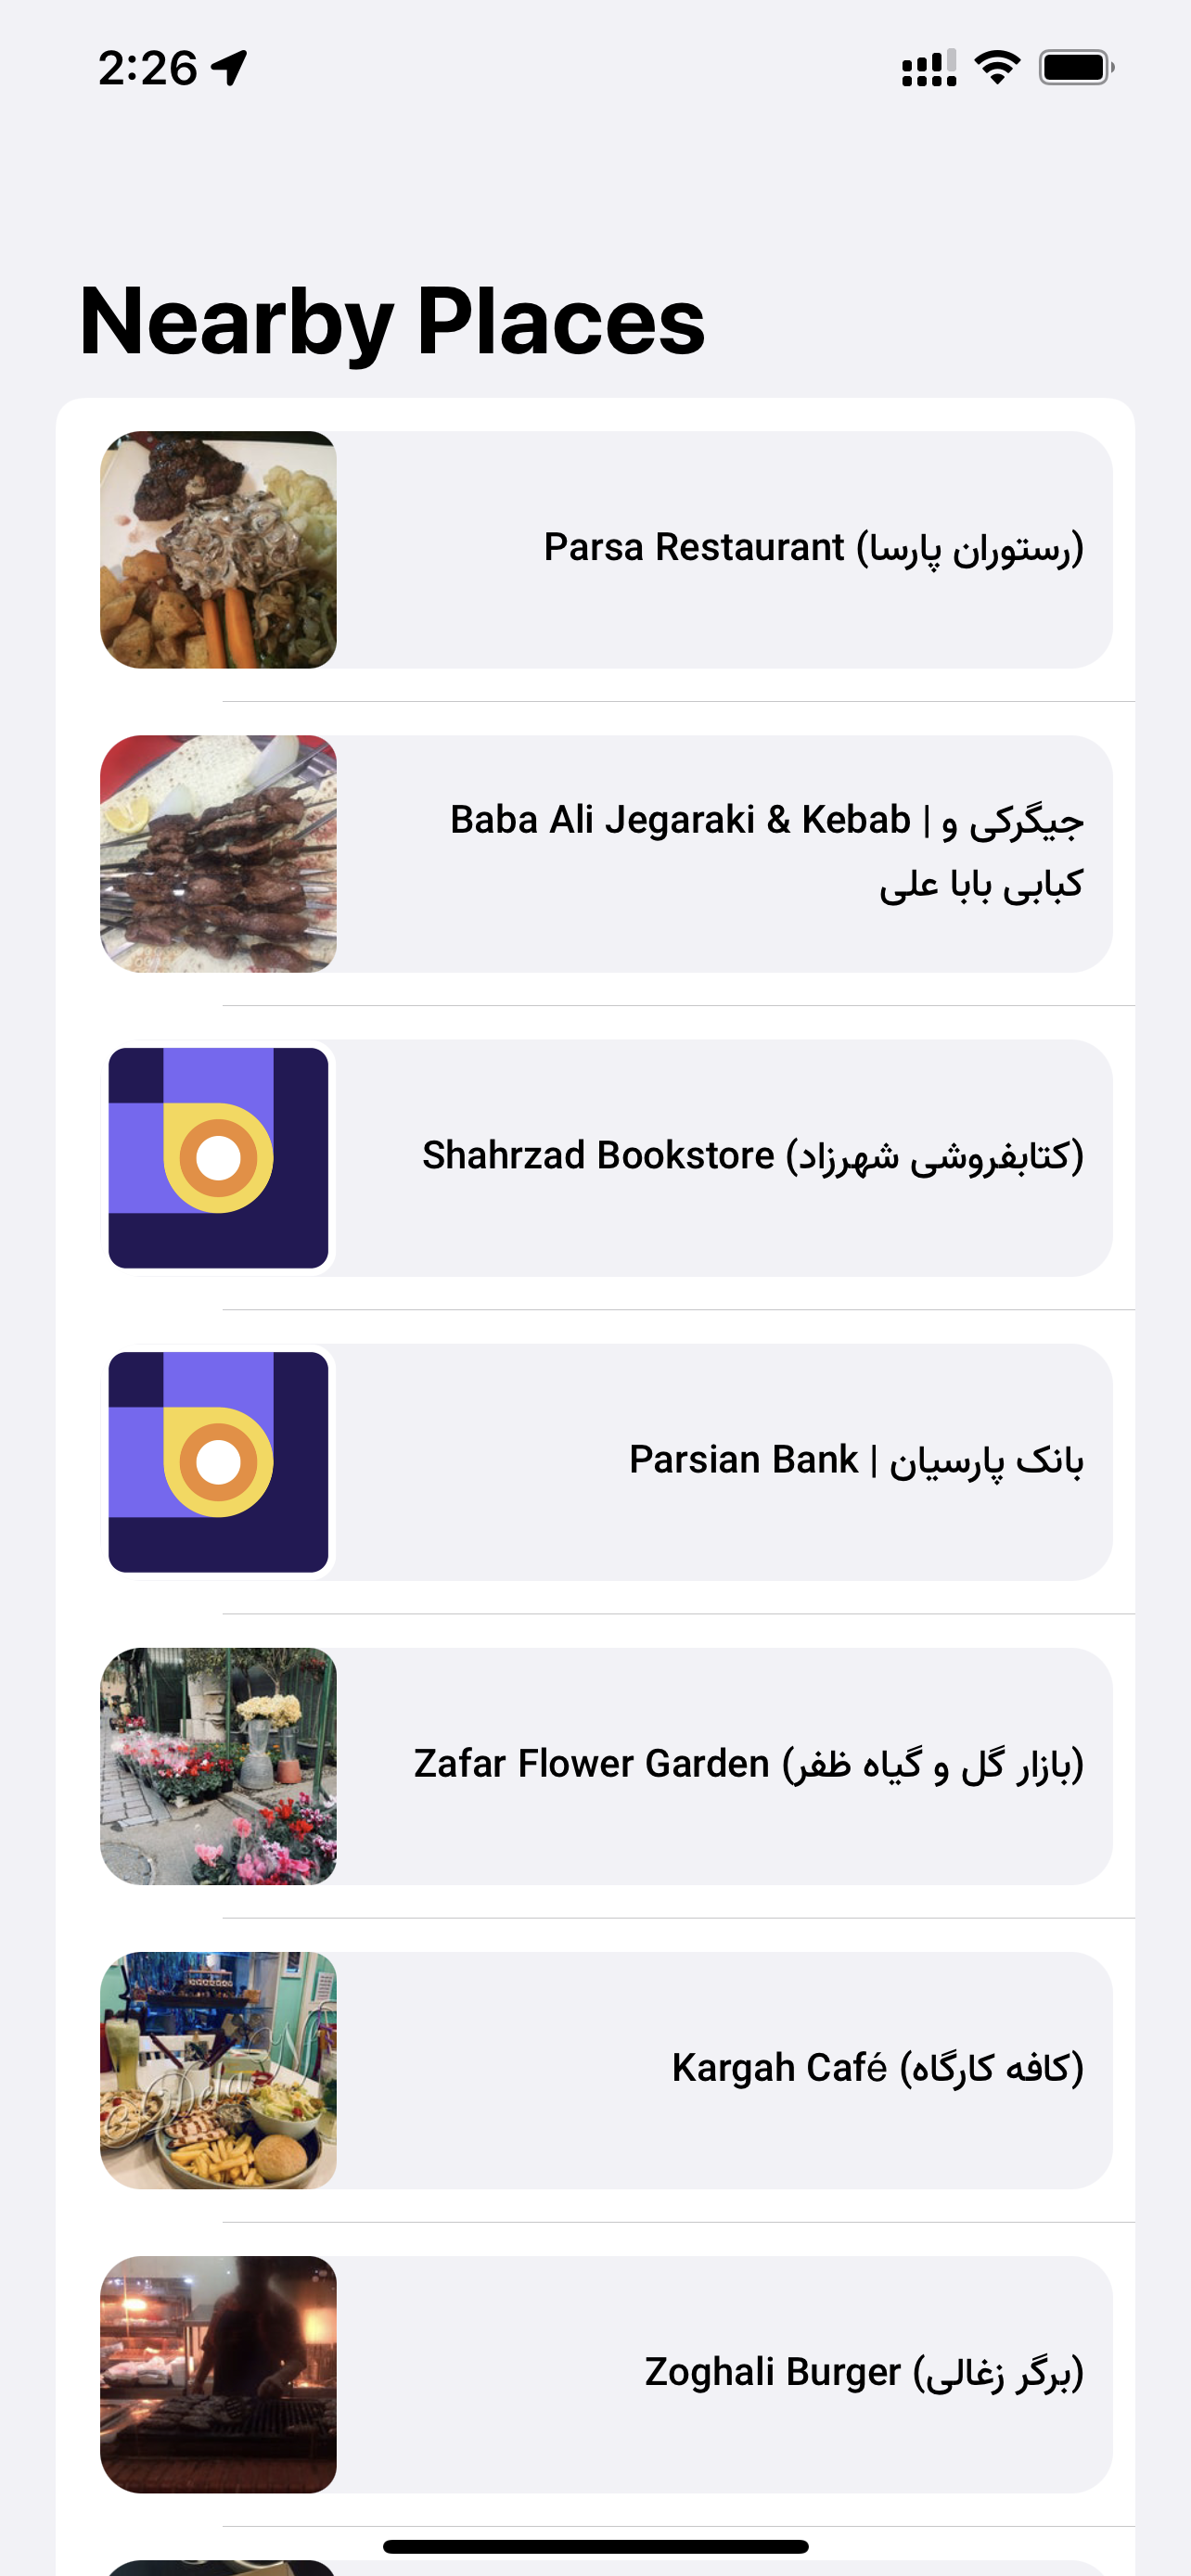 2:26
Nearby Places
Parsa Restaurant (رستوران پارسا)
Baba Ali Jegaraki & Kebab | جیگرکی و
کبابی بابا علی
Shahrzad Bookstore (کتابفروشی شهرزاد)
Parsian Bank | بانک پارسیان
Zafar Flower Garden (بازار گل و گیاه ظفر)
Kargah Café (کافه کارگاه)
Zoghali Burger (برگر زغالی)